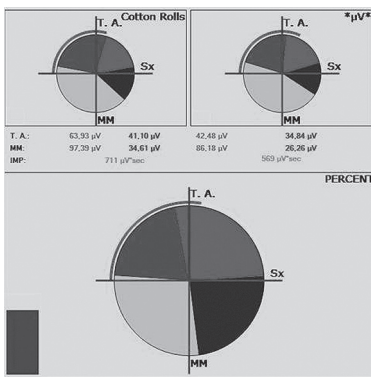 Cotton Rolls *µV*
T. A. T. A.
Sx Sx
MM MM
T. A.: 63,93 µV 41,10 µV 42,48 µV 34,84 µV
MM: 97,39 µV 34,61 µV 86,18 µV 26,26 µV
IMP: 711 µV*sec 569 µV*sec
PERCENT
T. A.
Sx
MM